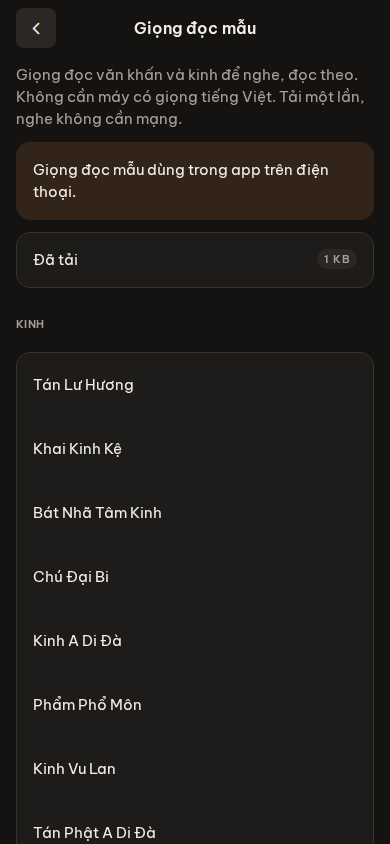 Giọng đọc mẫu
Giọng đọc văn khấn và kinh để nghe, đọc theo.
Không cần máy có giọng tiếng Việt. Tải một lần,
nghe không cần mạng.
Giọng đọc mẫu dùng trong app trên điện
thoại.
Đã tải
1 KB
KINH
Tán Lư Hương
Khai Kinh Kệ
Bát Nhã Tâm Kinh
Chú Đại Bi
Kinh A Di Đà
Phẩm Phổ Môn
Kinh Vu Lan
Tán Phật A Di Đà